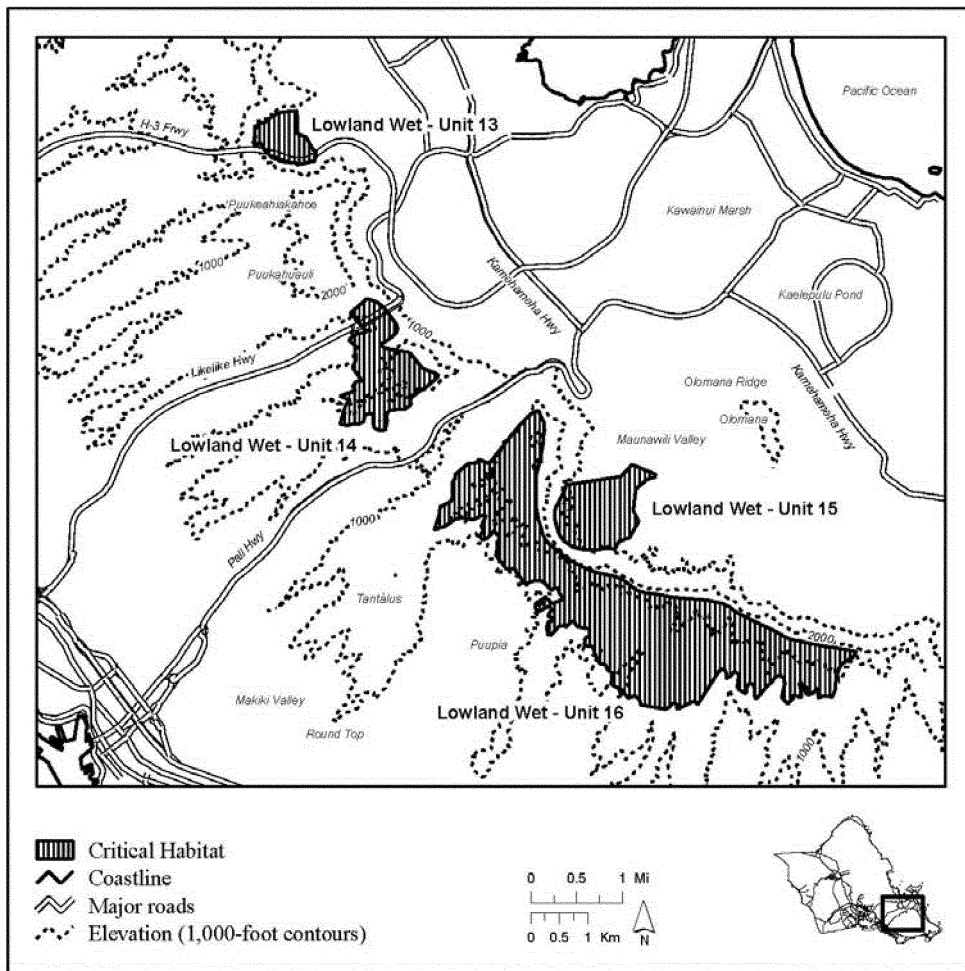 Pacific Ocean
H-3 Frwy
Lowland Wet - Unit 13
Puukeahiakahoe
Kawainui Marsh
1000
Puukahuauli
2000
Kamehameha Hwy
Kaelepulu Pond
1000
Likelike Hwy
Olomana Ridge
Kamehameha Hwy
Olomana
Lowland Wet - Unit 14
Maunawili Valley
Pali Hwy
1000
Lowland Wet - Unit 15
Tantalus
2000
Puupia
Makiki Valley
Lowland Wet - Unit 16
Round Top
1000
Critical Habitat
Coastline
Major roads
Elevation (1,000-foot contours)
0 0.5 1 Mi
0 0.5 1 Km
N